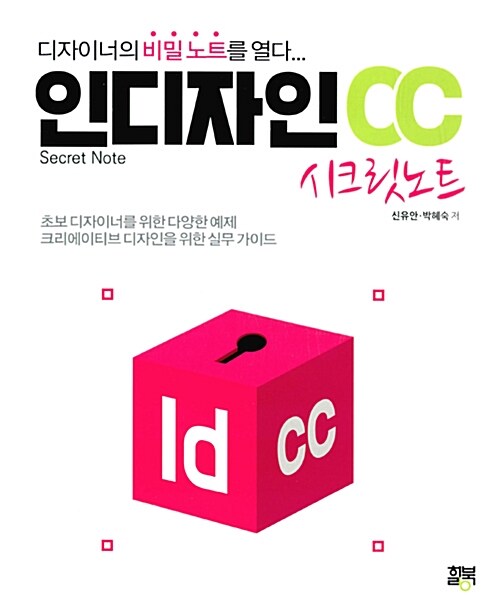 디자이너의 비밀 노트를 열다...
인디자인 CC
Secret Note
시크릿노트
신유안·박혜숙 저
초보 디자이너를 위한 다양한 예제
크리에이티브 디자인을 위한 실무 가이드
Id
CC
할북